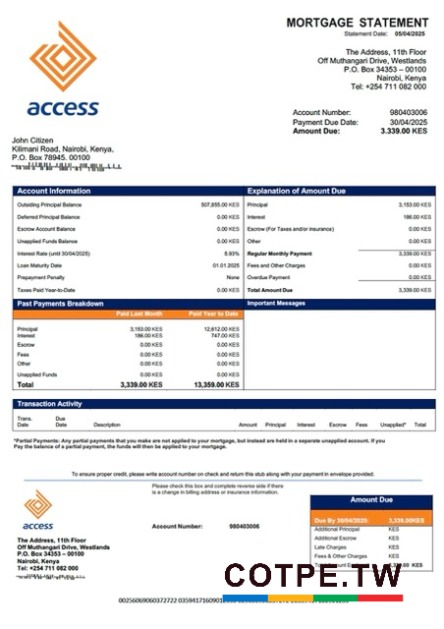 MORTGAGE STATEMENT
Statement Date: 05/04/2025
access
The Address, 11th Floor
Off Muthangari Drive, Westlands
P.O. Box 34353 – 00100
Nairobi, Kenya
Tel: +254 711 082 000
Account Number: 980403006
Payment Due Date: 30/04/2025
Amount Due: 3.339.00 KES
John Citizen
Kilimani Road, Nairobi, Kenya,
P.O. Box 78945. 00100
Account Information
Outsiding Principal Balance 507,855.00 KES
Deferred Principal Balance 0.00 KES
Escrow Account Balance 0.00 KES
Unapplied Funds Balance 0.00 KES
Interest Rate (until 30/04/2025)
Loan Maturity Date 01.01.2025
Prepayment Penalty None
Taxes Paid Year-to-Date 0.00 KES
Explanation of Amount Due
Principal 3,153.00 KES
Interest 186.00 KES
Escrow (For Taxes and/or insurance) 0.00 KES
Other 0.00 KES
Regular Monthly Payment 3,339.00 KES
Fees and Other Charges 0.00 KES
Overdue Payment 0.00 KES
Total Amount Due 3,339.00 KES
Past Payments Breakdown
Paid Last Month Paid Year to Date
Principal 3,153.00 KES 12,612.00 KES
Interest 186.00 KES 747.00 KES
Escrow 0.00 KES 0.00 KES
Fees 0.00 KES 0.00 KES
Other 0.00 KES 0.00 KES
Unapplied Funds 0.00 KES 0.00 KES
Total 3,339.00 KES 13,359.00 KES
Important Messages
Transaction Activity
Trans. Date Due Date Description Amount Principal Interest Escrow Fees Unapplied* Total
*Partial Payments: Any partial payments that you make are not applied to your mortgage, but instead are held in a separate unapplied account. If you
Pay the balance of a partial payment, the funds will then be applied to your mortgage.
To ensure proper credit, please write account number on check and return this stub along with your payment in envelope provided.
Please check this box and complete reverse side if there
is a change in billing address or insurance information.
access
Account Number: 980403006
The Address, 11th Floor
Off Muthangari Drive, Westlands
P.O. Box 34353 – 00100
Nairobi, Kenya
Tel: +254 711 082 000
Amount Due
Due By 30/04/2025: 3,339.00KES
Additional Principal KES
Additional Escrow KES
Late Charges KES
Fees & Other Charges KES
COTPE.TW